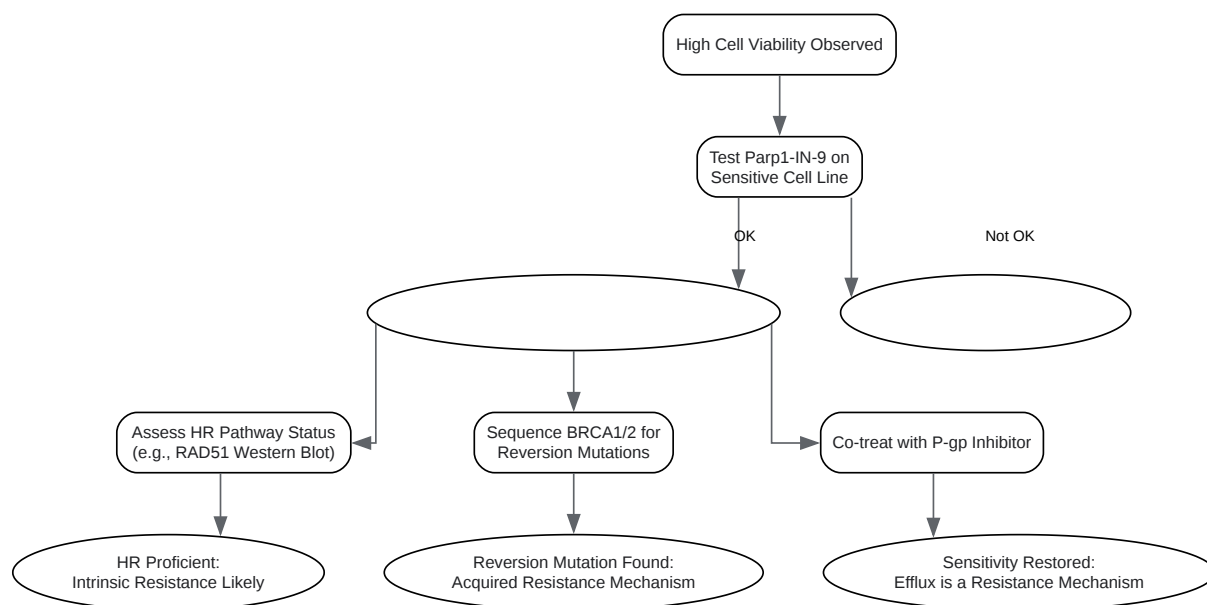 High Cell Viability Observed
Test Parp1-IN-9 on
Sensitive Cell Line
OK
Not OK
Assess HR Pathway Status
(e.g., RAD51 Western Blot)
Sequence BRCA1/2 for
Reversion Mutations
Co-treat with P-gp Inhibitor
HR Proficient:
Intrinsic Resistance Likely
Reversion Mutation Found:
Acquired Resistance Mechanism
Sensitivity Restored:
Efflux is a Resistance Mechanism